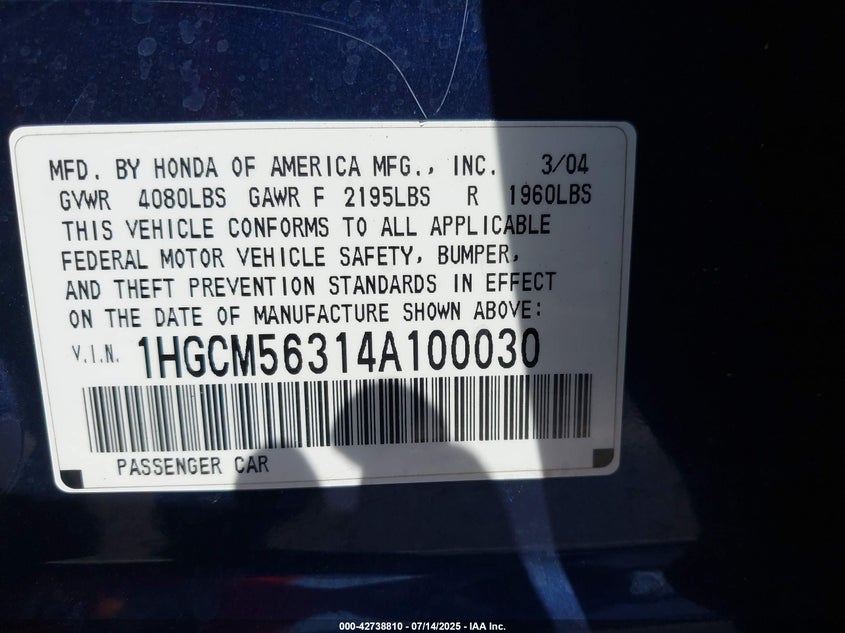 MFD. BY HONDA OF AMERICA MFG., INC. 3/04
GVWR 4080LBS GAWR F 2195LBS R 1960LBS
THIS VEHICLE CONFORMS TO ALL APPLICABLE
FEDERAL MOTOR VEHICLE SAFETY, BUMPER,
AND THEFT PREVENTION STANDARDS IN EFFECT
ON THE DATE OF MANUFACTURE SHOWN ABOVE:
V.I.N. 1HGCM56314A100030
PASSENGER CAR
000-42738810 - 07/14/2025 - IAA Inc.